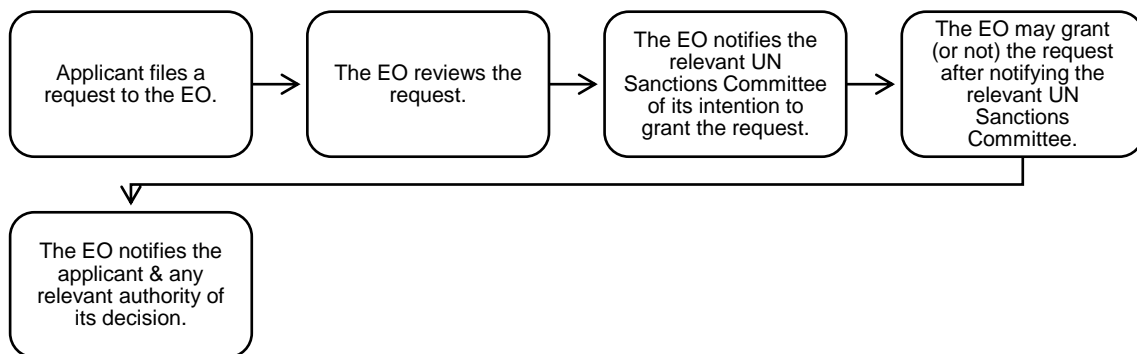 Applicant files a
request to the EO.
The EO reviews the
request.
The EO notifies the
relevant UN
Sanctions Committee
of its intention to
grant the request.
The EO may grant
(or not) the request
after notifying the
relevant UN
Sanctions
Committee.
The EO notifies the
applicant & any
relevant authority of
its decision.